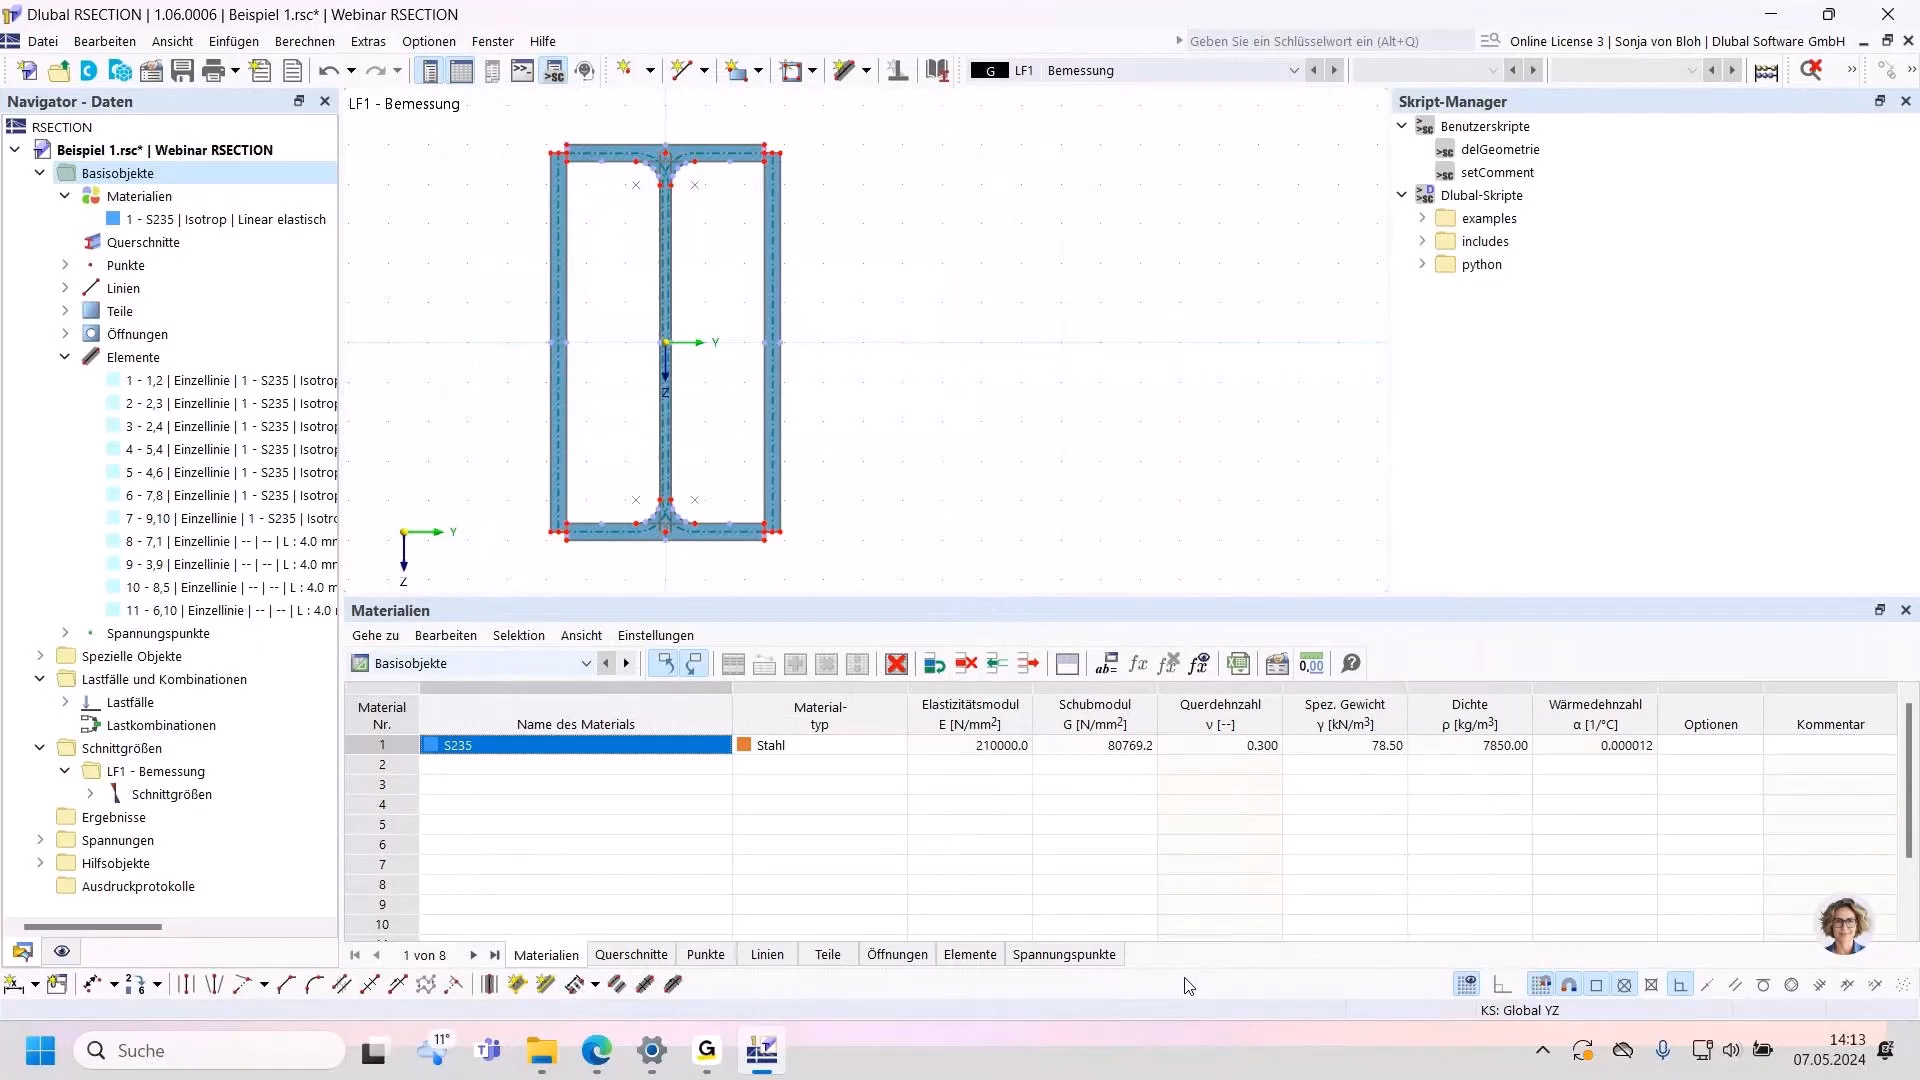 Dlubal RSECTION | 1.06.0006 | Beispiel 1.rsc* | Webinar RSECTION
Datei Bearbeiten Ansicht Einfügen Berechnen Extras Optionen Fenster Hilfe
Geben Sie ein Schlüsselwort ein (Alt+Q)
Online License 3 | Sonja von Bloh | Dlubal Software GmbH
G LF1 Bemessung
Navigator - Daten
RSECTION
Beispiel 1.rsc* | Webinar RSECTION
Basisobjekte
Materialien
1 - S235 | Isotrop | Linear elastisch
Querschnitte
Punkte
Linien
Teile
Öffnungen
Elemente
1 - 1,2 | Einzellinie | 1 - S235 | Isotrop
2 - 2,3 | Einzellinie | 1 - S235 | Isotrop
3 - 2,4 | Einzellinie | 1 - S235 | Isotrop
4 - 5,4 | Einzellinie | 1 - S235 | Isotrop
5 - 4,6 | Einzellinie | 1 - S235 | Isotrop
6 - 7,8 | Einzellinie | 1 - S235 | Isotrop
7 - 9,10 | Einzellinie | 1 - S235 | Isotro
8 - 7,1 | Einzellinie | -- | -- | L : 4.0 mm
9 - 3,9 | Einzellinie | -- | -- | L : 4.0 mm
10 - 8,5 | Einzellinie | -- | -- | L : 4.0 m
11 - 6,10 | Einzellinie | -- | -- | L : 4.0
Spannungspunkte
Spezielle Objekte
Lastfälle und Kombinationen
Lastfälle
Lastkombinationen
Schnittgrößen
LF1 - Bemessung
Schnittgrößen
Ergebnisse
Spannungen
Hilfsobjekte
Ausdruckprotokolle
LF1 - Bemessung
Y
Z
Y
Z
Skript-Manager
Benutzerskripte
delGeometrie
setComment
Dlubal-Skripte
examples
includes
python
Materialien
Gehe zu Bearbeiten Selektion Ansicht Einstellungen
Basisobjekte
Material Nr. Name des Materials Material-typ Elastizitätsmodul E [N/mm²] Schubmodul G [N/mm²] Querdehnzahl ν [--] Spez. Gewicht γ [kN/m³] Dichte ρ [kg/m³] Wärmedehnzahl α [1/°C] Optionen Kommentar
1 S235 Stahl 210000.0 80769.2 0.300 78.50 7850.00 0.000012
2
3
4
5
6
7
8
9
10
1 von 8 Materialien Querschnitte Punkte Linien Teile Öffnungen Elemente Spannungspunkte
KS: Global YZ
Suche
11°
14:13
07.05.2024